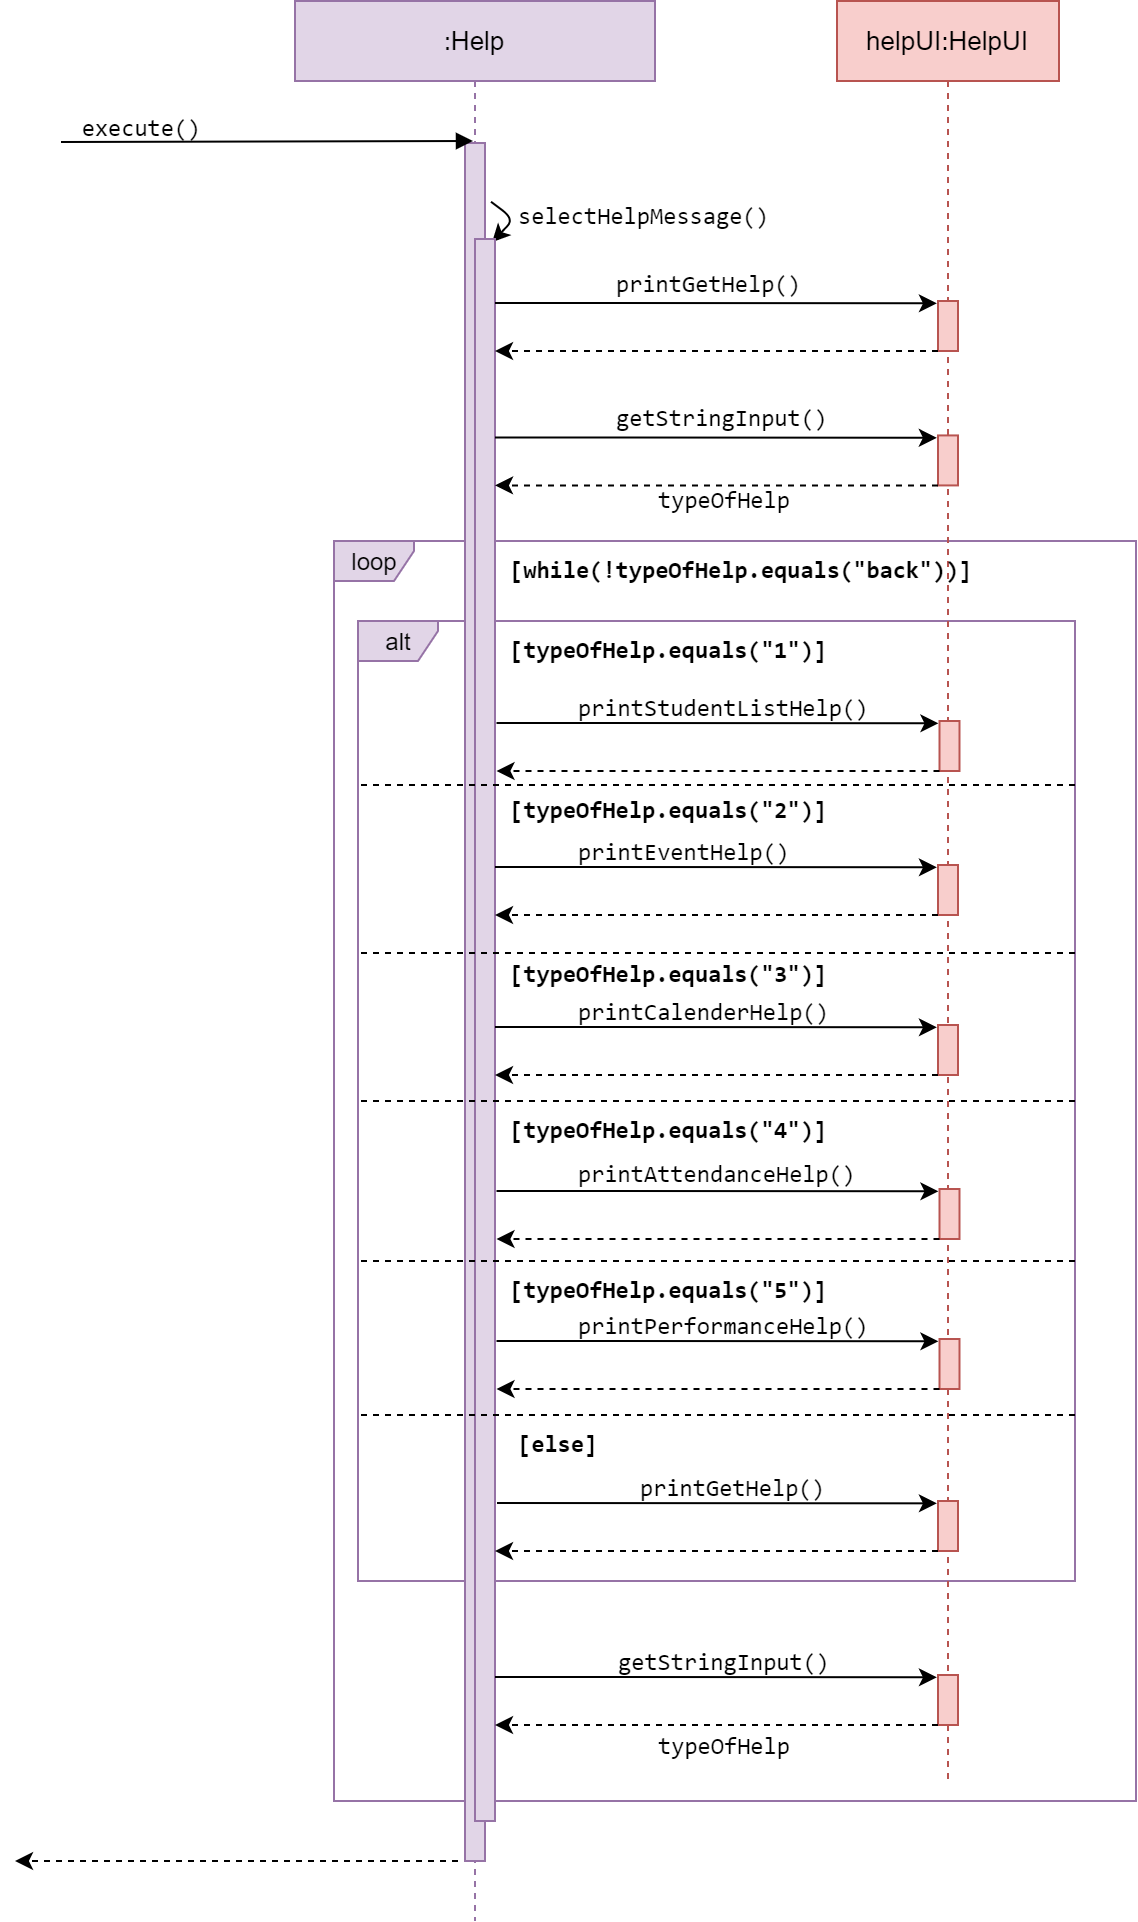 :Help
helpUI:HelpUI
execute()
selectHelpMessage()
printGetHelp()
getStringInput()
typeOfHelp
loop
[while(!typeOfHelp.equals("back"))]
alt
[typeOfHelp.equals("1")]
printStudentListHelp()
[typeOfHelp.equals("2")]
printEventHelp()
[typeOfHelp.equals("3")]
printCalenderHelp()
[typeOfHelp.equals("4")]
printAttendanceHelp()
[typeOfHelp.equals("5")]
printPerformanceHelp()
[else]
printGetHelp()
getStringInput()
typeOfHelp